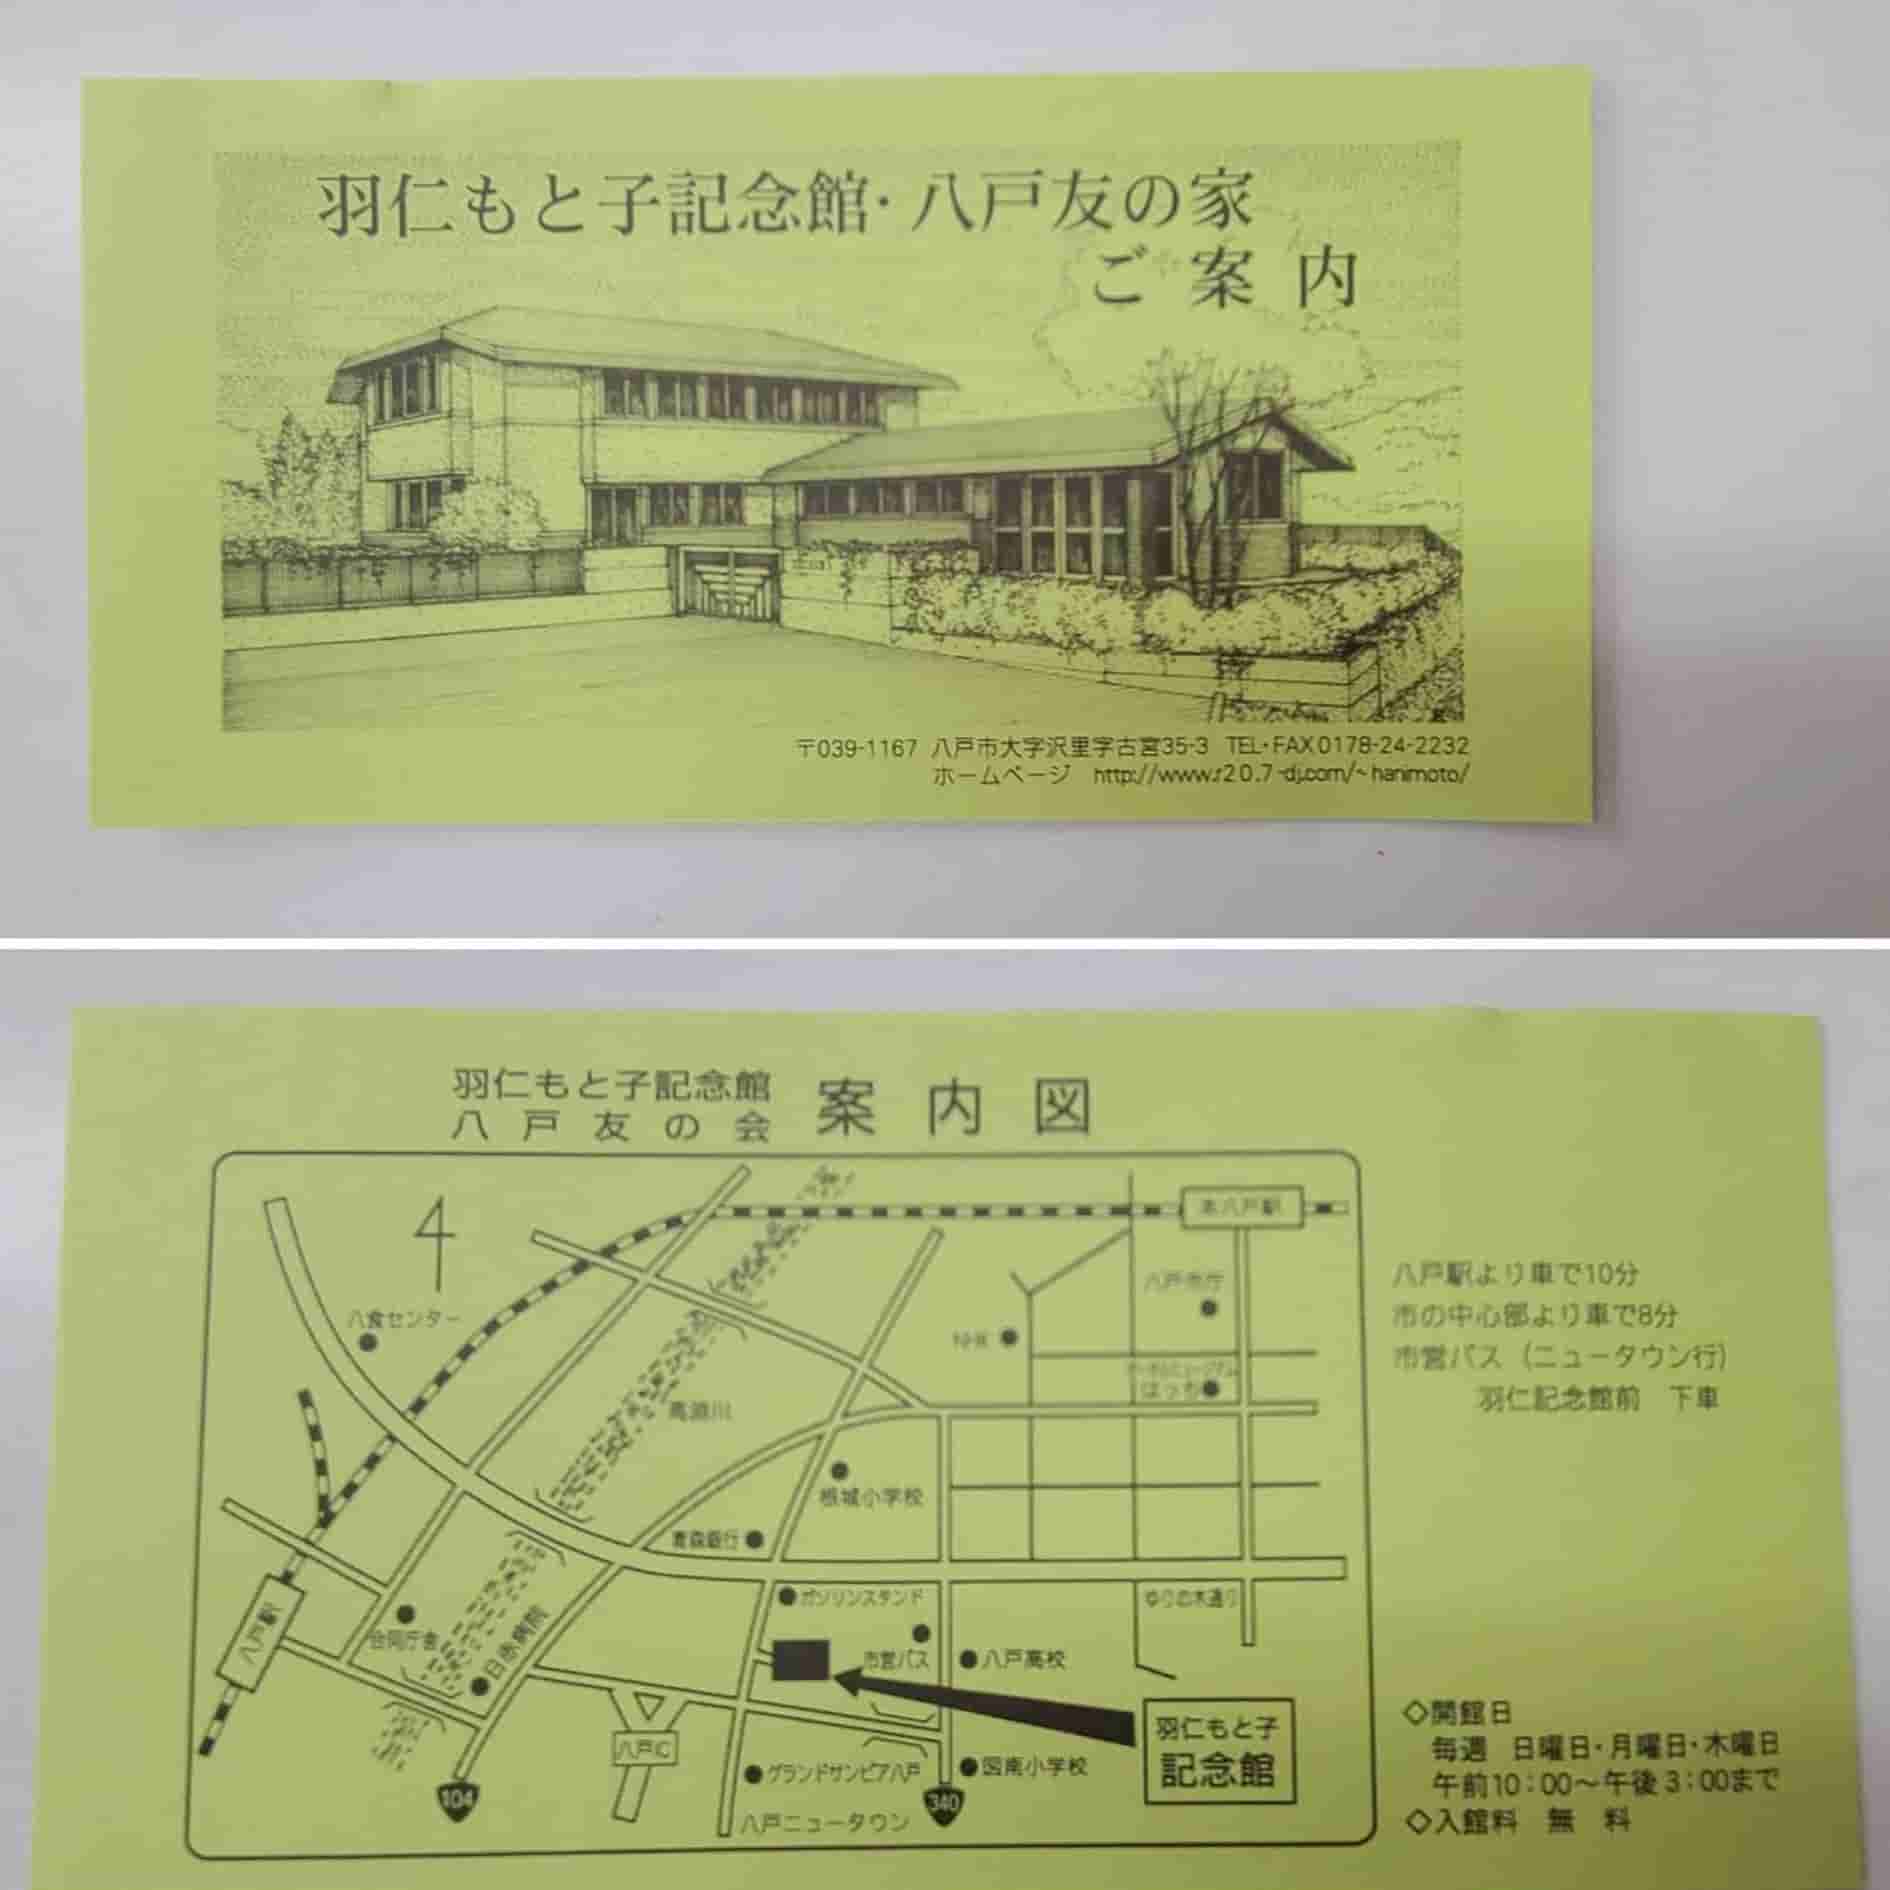 羽仁もと子記念館・八戸友の家
ご案内
〒039-1167 八戸市大字沢里字古宮35-3 TEL・FAX0178-24-2232
ホームページ http://www.r20.7-dj.com/~hanimoto/
羽仁もと子記念館
八戸友の会
案内図
本八戸駅
八戸市庁
八食センター
NHK
はっち
馬淵川
根城小学校
青森銀行
ガソリンスタンド
ゆりの木通り
八戸駅
合同庁舎
日赤病院
市営バス
八戸高校
八戸IC
羽仁もと子
記念館
グランドサンピア八戸
図南小学校
104
340
八戸ニュータウン
八戸駅より車で10分
市の中心部より車で8分
市営バス（ニュータウン行）
羽仁記念館前 下車
◇開館日
毎週 日曜日・月曜日・木曜日
午前10：00～午後3：00まで
◇入館料 無 料